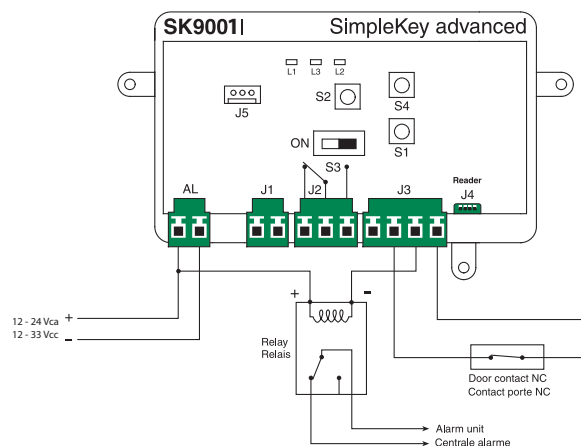 SK9001I SimpleKey advanced
L1 L3 L2
J5
S2
S4
ON
S3
S1
AL
J1
J2
J3
Reader
J4
+ -
12 - 24 Vca +
12 - 33 Vcc -
Relay
Relais
Door contact NC
Contact porte NC
Alarm unit
Centrale alarme